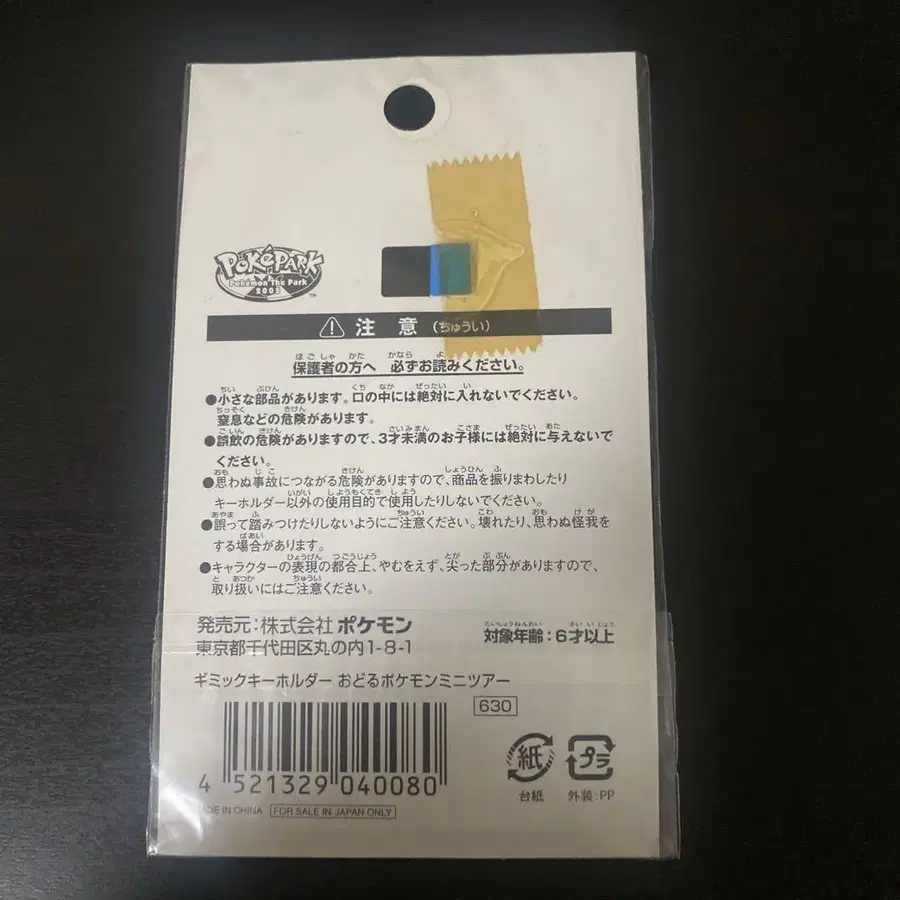 PokéPARK
Pokémon The Park
2005
TM
注意(ちゅうい)
保護者の方へ 必ずお読みください。
●小さな部品があります。口の中には絶対に入れないでください。
窒息などの危険があります。
●誤飲の危険がありますので、3才未満のお子様には絶対に与えないで
ください。
●思わぬ事故につながる危険がありますので、商品を振りまわしたり
キーホルダー以外の使用目的で使用したりしないでください。
●誤って踏みつけたりしないようにご注意ください。壊れたり、思わぬ怪我を
する場合があります。
●キャラクターの表現の都合上、やむをえず、尖った部分がありますので、
取り扱いにはご注意ください。
発売元:株式会社 ポケモン
東京都千代田区丸の内1-8-1
対象年齢:6才以上
ギミックキーホルダー おどるポケモンミニツアー
630
4 521329 040080
紙
台紙
プラ
外装:PP
MADE IN CHINA
FOR SALE IN JAPAN ONLY